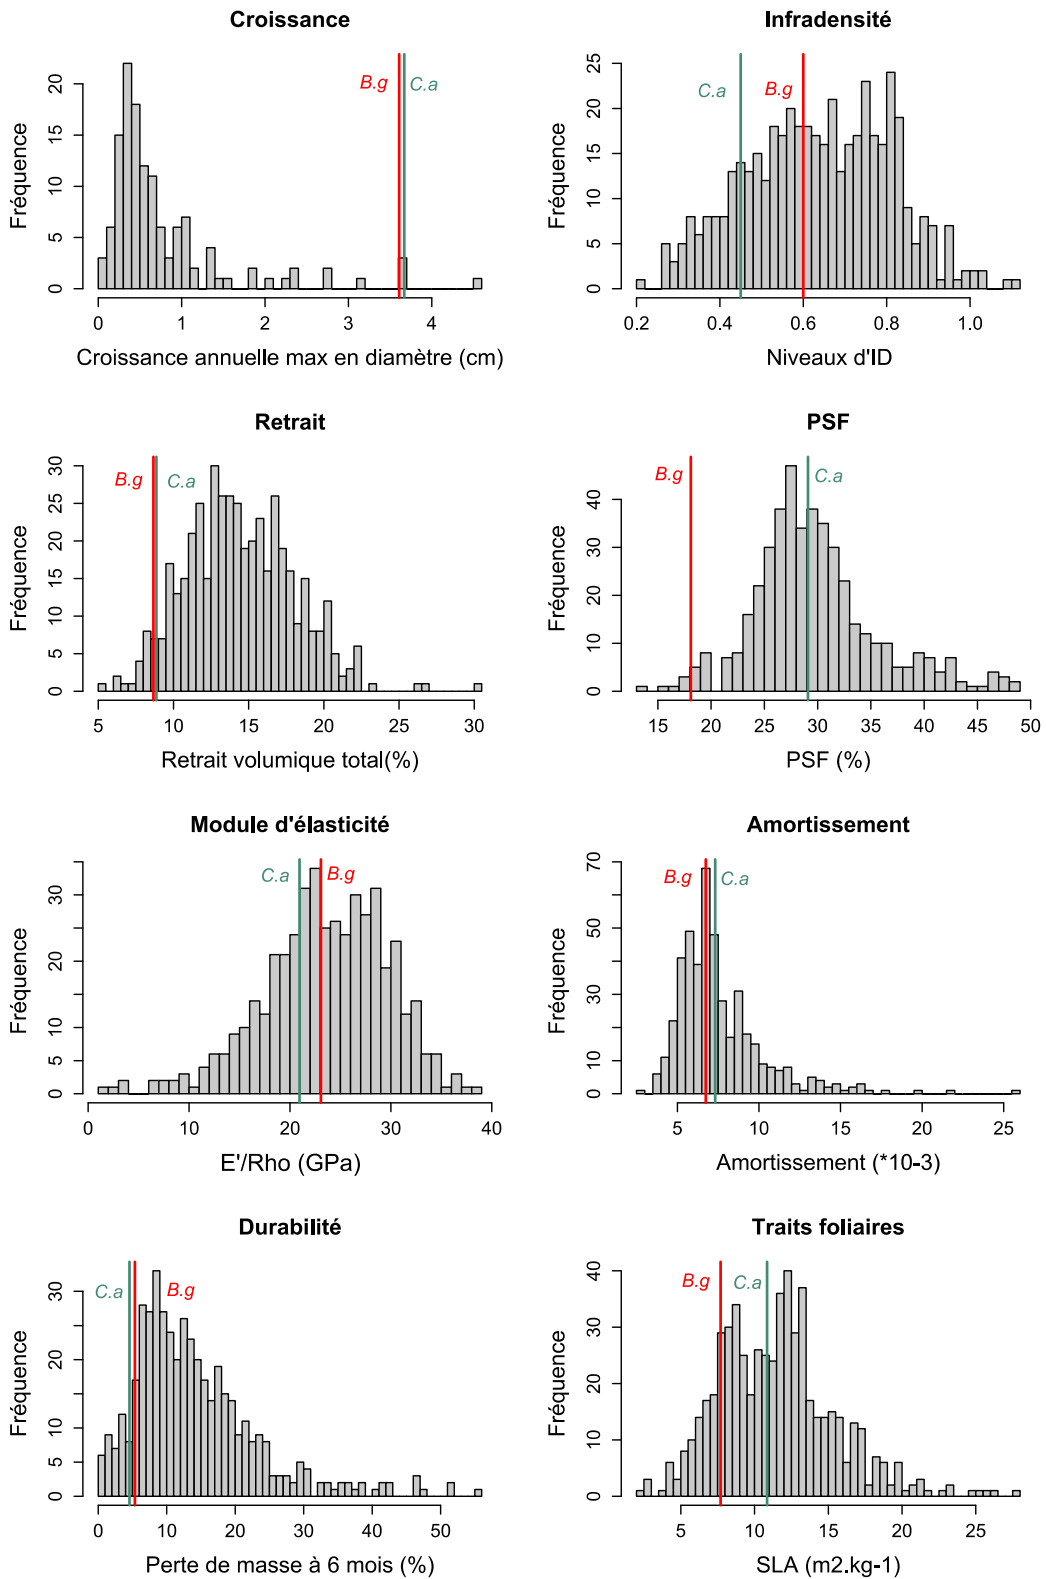 Croissance
Fréquence
0 5 10 15 20
B.g C.a
0 1 2 3 4
Croissance annuelle max en diamètre (cm)
Infradensité
Fréquence
0 5 10 15 20 25
C.a B.g
0.2 0.4 0.6 0.8 1.0
Niveaux d'ID
Retrait
Fréquence
0 5 10 15 20 25 30
B.g C.a
5 10 15 20 25 30
Retrait volumique total(%)
PSF
Fréquence
0 10 20 30 40
B.g C.a
15 20 25 30 35 40 45 50
PSF (%)
Module d'élasticité
Fréquence
0 5 10 20 30
C.a B.g
0 10 20 30 40
E'/Rho (GPa)
Amortissement
Fréquence
0 10 30 50 70
B.g C.a
5 10 15 20 25
Amortissement (*10-3)
Durabilité
Fréquence
0 5 10 20 30
C.a B.g
0 10 20 30 40 50
Perte de masse à 6 mois (%)
Traits foliaires
Fréquence
0 10 20 30 40
B.g C.a
5 10 15 20 25
SLA (m2.kg-1)